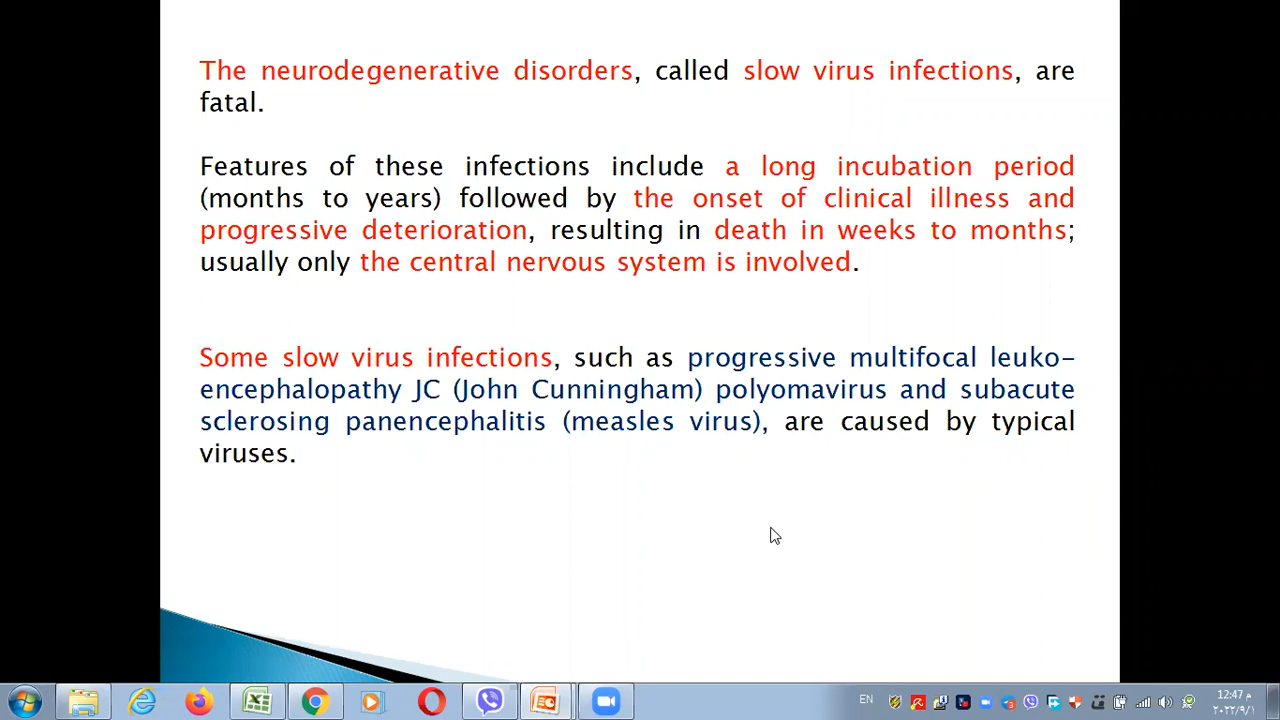 The neurodegenerative disorders, called slow virus infections, are
fatal.
Features of these infections include a long incubation period
(months to years) followed by the onset of clinical illness and
progressive deterioration, resulting in death in weeks to months;
usually only the central nervous system is involved.
Some slow virus infections, such as progressive multifocal leuko-
encephalopathy JC (John Cunningham) polyomavirus and subacute
sclerosing panencephalitis (measles virus), are caused by typical
viruses.
EN
12:47 م
٢٠٢٢/٩/١